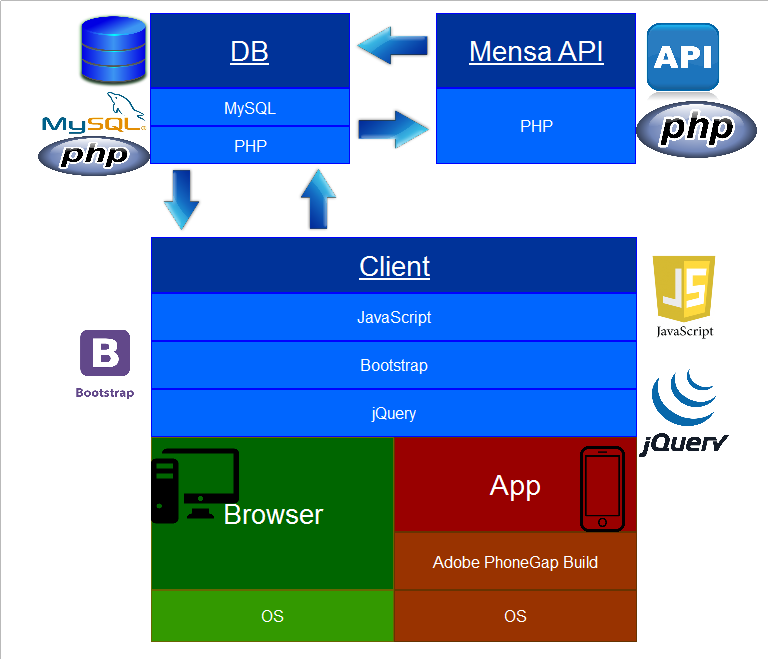 DB
Mensa API
API
MySQL
MySQL
PHP
PHP
php
php
Client
JavaScript
JS
JavaScript
Bootstrap
B
Bootstrap
jQuery
jQuery
Browser
App
Adobe PhoneGap Build
OS
OS